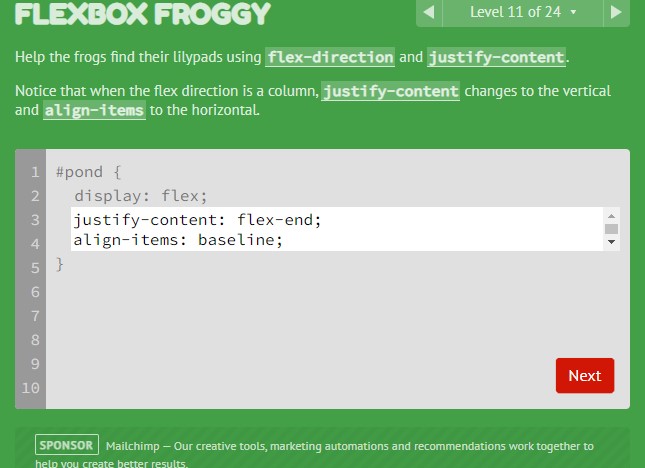 FLEXBOX FROGGY
Level 11 of 24
Help the frogs find their lilypads using flex-direction and justify-content.
Notice that when the flex direction is a column, justify-content changes to the vertical
and align-items to the horizontal.
1 #pond {
2 display: flex;
3 justify-content: flex-end;
4 align-items: baseline;
5 }
6
7
8
9
10
Next
SPONSOR Mailchimp — Our creative tools, marketing automations and recommendations work together to
help you create better results.